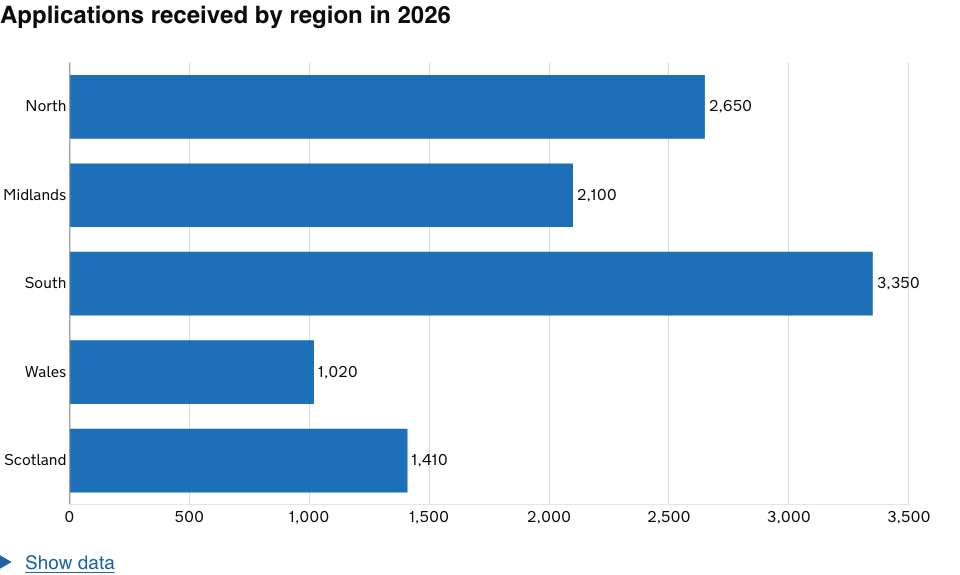 Applications received by region in 2026
North 2,650
Midlands 2,100
South 3,350
Wales 1,020
Scotland 1,410
0 500 1,000 1,500 2,000 2,500 3,000 3,500
Show data